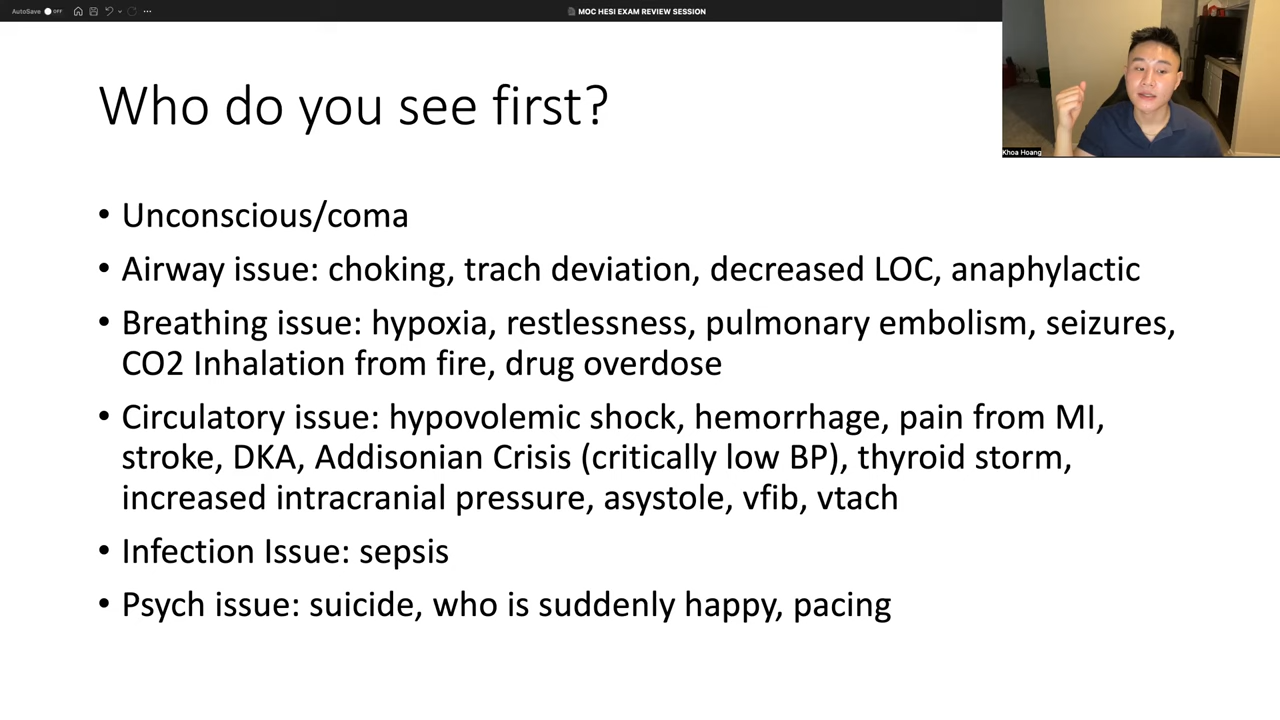 AutoSave OFF
MOC HESI EXAM REVIEW SESSION
Who do you see first?
• Unconscious/coma
• Airway issue: choking, trach deviation, decreased LOC, anaphylactic
• Breathing issue: hypoxia, restlessness, pulmonary embolism, seizures,
CO2 Inhalation from fire, drug overdose
• Circulatory issue: hypovolemic shock, hemorrhage, pain from MI,
stroke, DKA, Addisonian Crisis (critically low BP), thyroid storm,
increased intracranial pressure, asystole, vfib, vtach
• Infection Issue: sepsis
• Psych issue: suicide, who is suddenly happy, pacing
Khoa Hoang